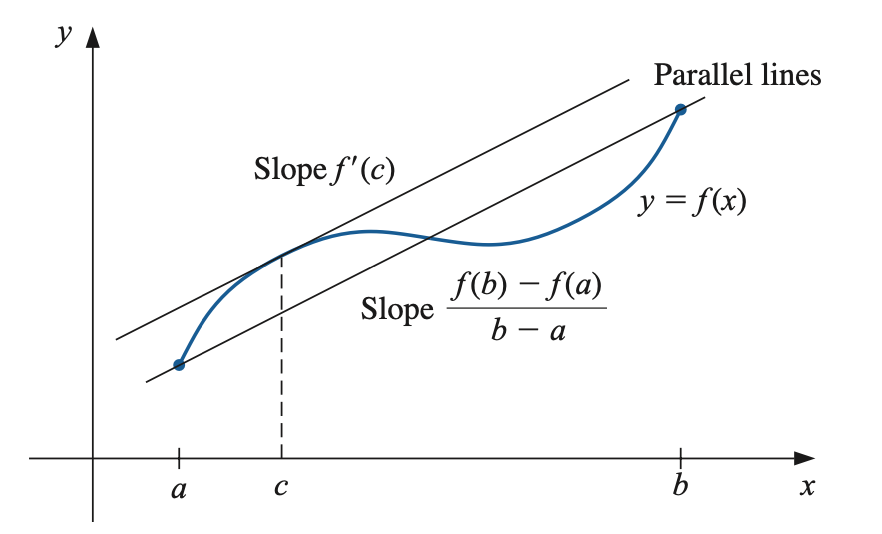 y
Parallel lines
Slope f′(c)
y = f(x)
Slope f(b) − f(a) / b − a
a
c
b
x